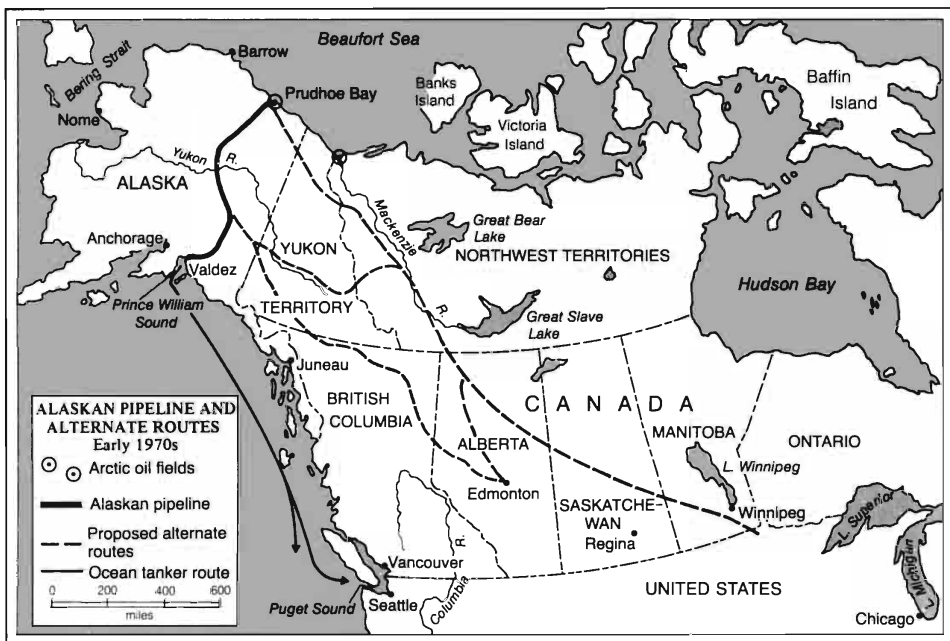 Beaufort Sea
Barrow
Bering Strait
Prudhoe Bay
Nome
Banks
Island
Victoria
Island
Baffin
Island
Yukon R.
ALASKA
Mackenzie
R.
Great Bear
Lake
Anchorage
YUKON
TERRITORY
NORTHWEST TERRITORIES
Valdez
Prince William
Sound
Great Slave
Lake
Hudson Bay
Juneau
BRITISH
COLUMBIA
CANADA
ALBERTA
MANITOBA
ONTARIO
L. Winnipeg
Edmonton
SASKATCHE-
WAN
Regina
Winnipeg
L. Superior
L. Michigan
Vancouver
Columbia R.
Puget Sound
Seattle
UNITED STATES
Chicago
ALASKAN PIPELINE AND
ALTERNATE ROUTES
Early 1970s
Arctic oil fields
Alaskan pipeline
Proposed alternate
routes
Ocean tanker route
0 200 400 600
miles